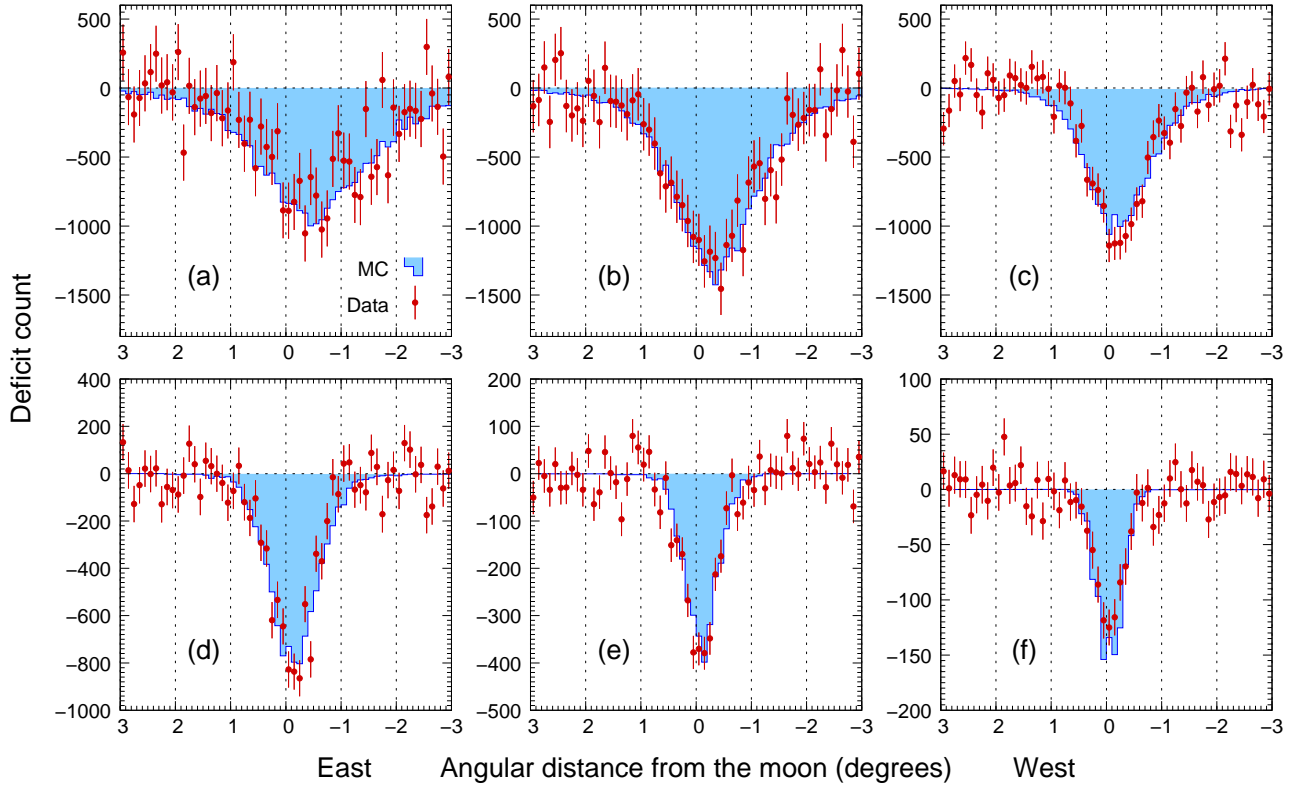 500
0
−500
−1000
−1500
(a)
MC
Data
3 2 1 0 −1 −2 −3
500
0
−500
−1000
−1500
(b)
3 2 1 0 −1 −2 −3
500
0
−500
−1000
−1500
(c)
3 2 1 0 −1 −2 −3
Deficit count
400
200
0
−200
−400
−600
−800
−1000
(d)
3 2 1 0 −1 −2 −3
200
100
0
−100
−200
−300
−400
−500
(e)
3 2 1 0 −1 −2 −3
100
50
0
−50
−100
−150
−200
(f)
3 2 1 0 −1 −2 −3
East Angular distance from the moon (degrees) West